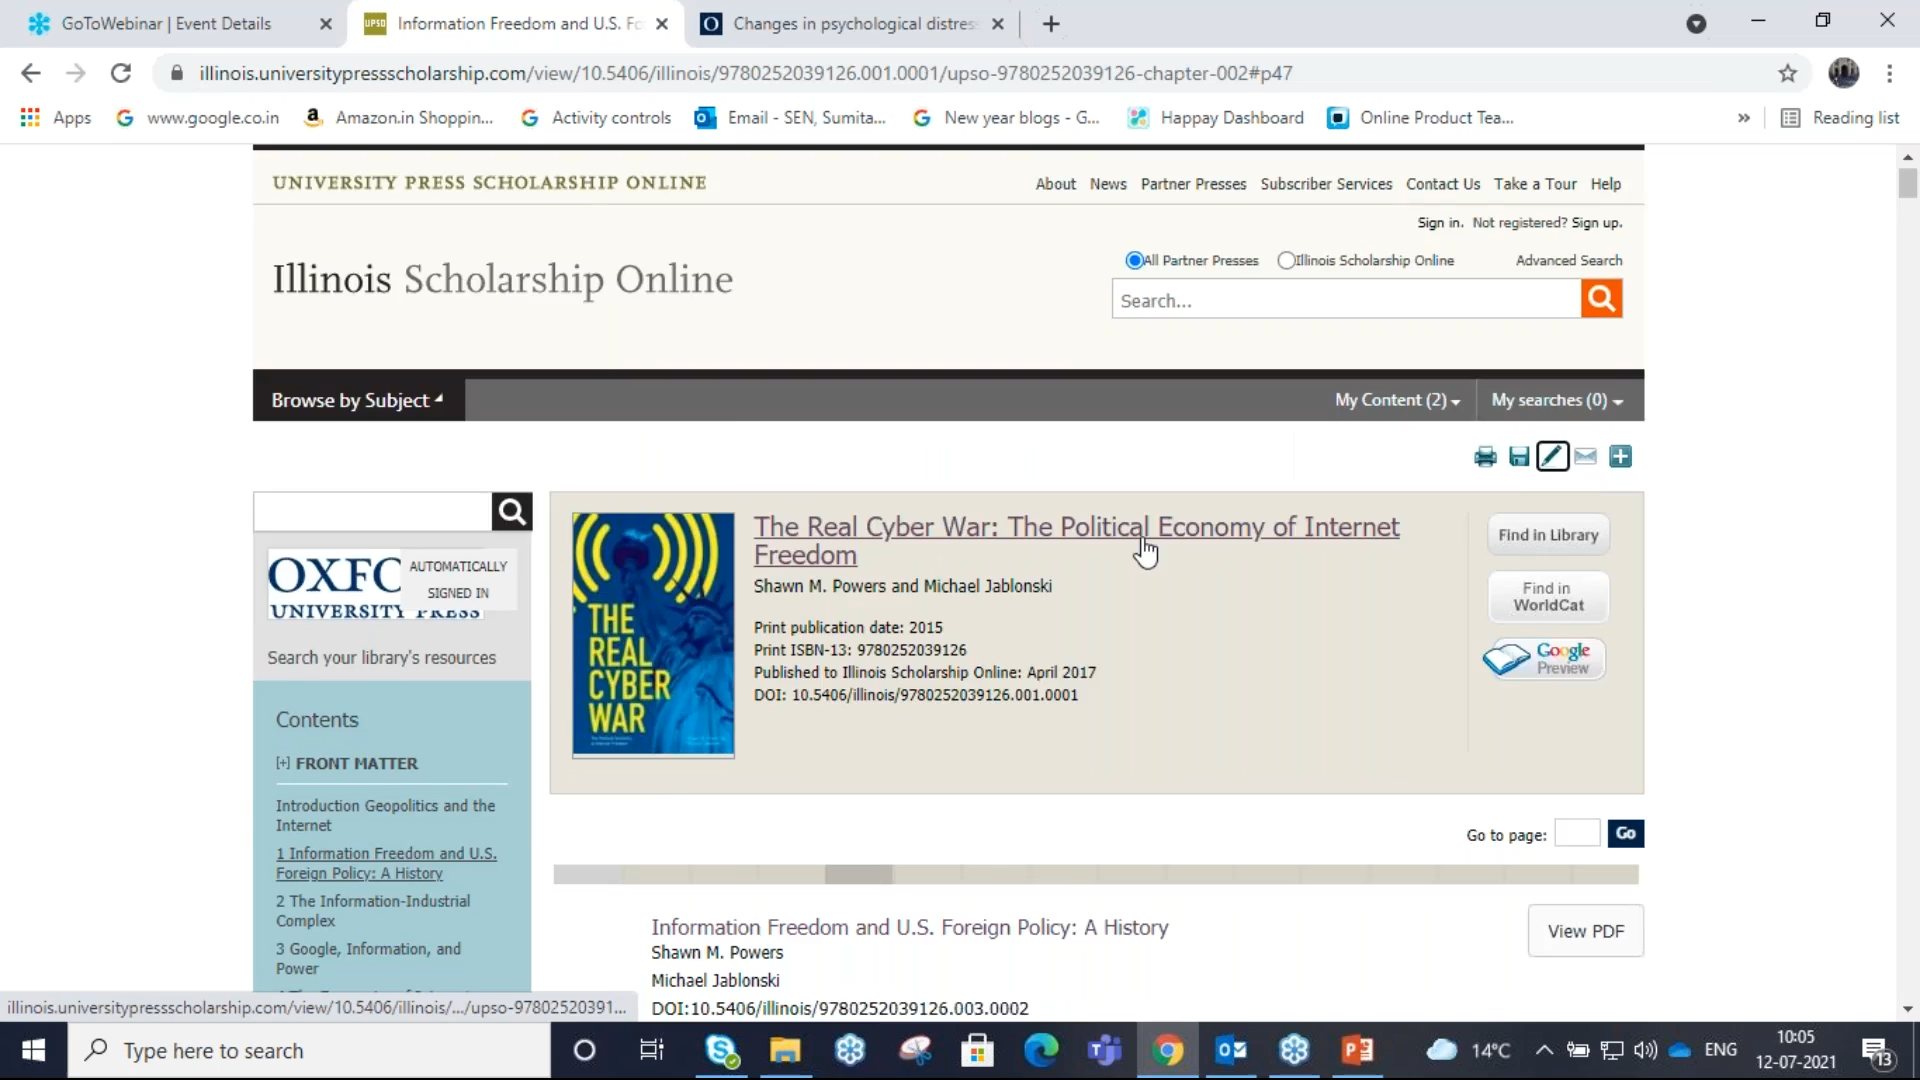 GoToWebinar | Event Details
Information Freedom and U.S. Fo
Changes in psychological distres
illinois.universitypressscholarship.com/view/10.5406/illinois/9780252039126.001.0001/upso-9780252039126-chapter-002#p47
Apps
www.google.co.in
Amazon.in Shoppin...
Activity controls
Email - SEN, Sumita...
New year blogs - G...
Happay Dashboard
Online Product Tea...
»
Reading list
UNIVERSITY PRESS SCHOLARSHIP ONLINE
About News Partner Presses Subscriber Services Contact Us Take a Tour Help
Sign in. Not registered? Sign up.
Illinois Scholarship Online
All Partner Presses
Illinois Scholarship Online
Advanced Search
Search...
Browse by Subject
My Content (2)
My searches (0)
OXFO
UNIVERSITY PRESS
AUTOMATICALLY
SIGNED IN
Search your library's resources
Contents
[+] FRONT MATTER
Introduction Geopolitics and the
Internet
1 Information Freedom and U.S.
Foreign Policy: A History
2 The Information-Industrial
Complex
3 Google, Information, and
Power
THE
REAL
CYBER
WAR
The Real Cyber War: The Political Economy of Internet
Freedom
Shawn M. Powers and Michael Jablonski
Print publication date: 2015
Print ISBN-13: 9780252039126
Published to Illinois Scholarship Online: April 2017
DOI: 10.5406/illinois/9780252039126.001.0001
Find in Library
Find in
WorldCat
Google
Preview
Go to page:
Go
Information Freedom and U.S. Foreign Policy: A History
Shawn M. Powers
Michael Jablonski
DOI:10.5406/illinois/9780252039126.003.0002
View PDF
illinois.universitypressscholarship.com/view/10.5406/illinois/.../upso-97802520391...
Type here to search
14°C
ENG
10:05
12-07-2021
13